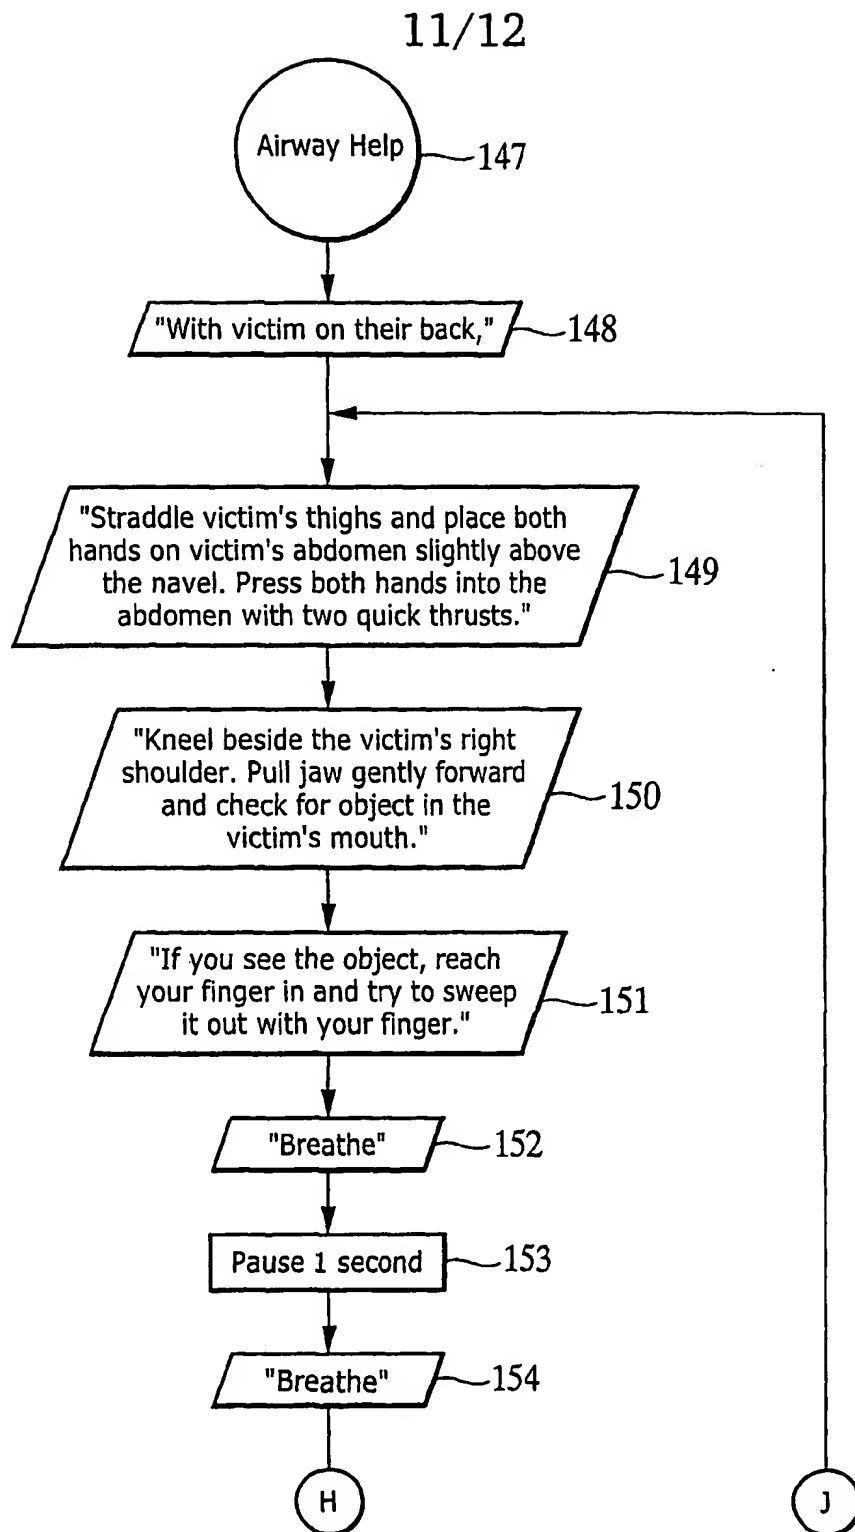 11/12
Airway Help
147
"With victim on their back,"
148
"Straddle victim's thighs and place both
hands on victim's abdomen slightly above
the navel. Press both hands into the
abdomen with two quick thrusts."
149
"Kneel beside the victim's right
shoulder. Pull jaw gently forward
and check for object in the
victim's mouth."
150
"If you see the object, reach
your finger in and try to sweep
it out with your finger."
151
"Breathe"
152
Pause 1 second
153
"Breathe"
154
H
J